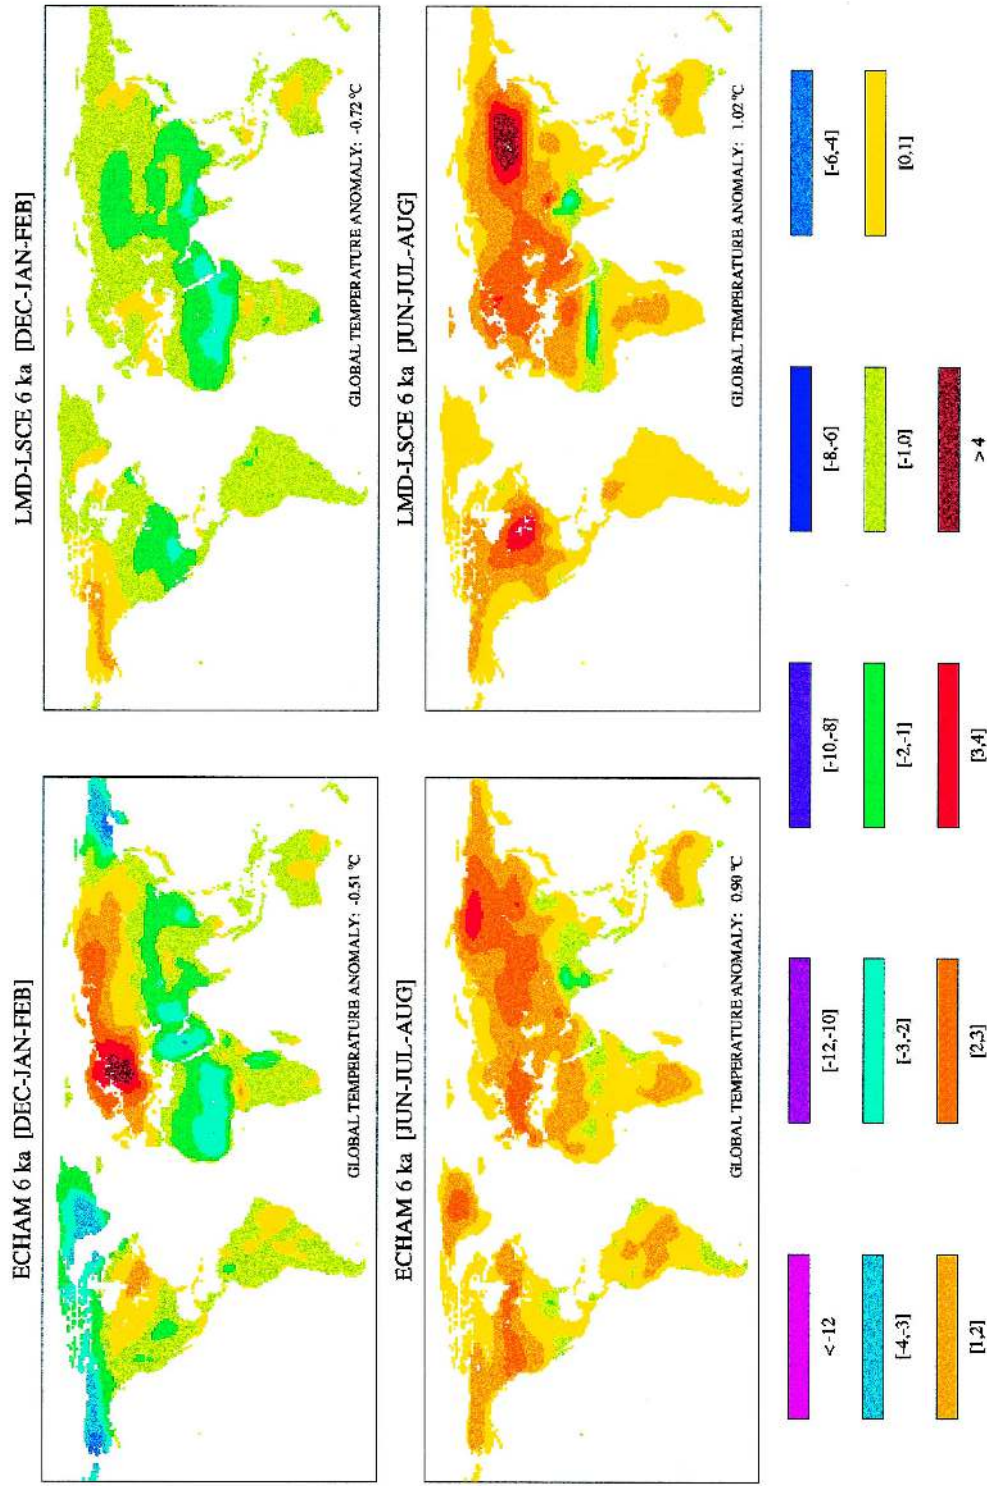 ECHAM 6 ka [DEC-JAN-FEB]
GLOBAL TEMPERATURE ANOMALY: -0.51 °C
LMD-LSCE 6 ka [DEC-JAN-FEB]
GLOBAL TEMPERATURE ANOMALY: -0.72 °C
ECHAM 6 ka [JUN-JUL-AUG]
GLOBAL TEMPERATURE ANOMALY: 0.90 °C
LMD-LSCE 6 ka [JUN-JUL-AUG]
GLOBAL TEMPERATURE ANOMALY: 1.02 °C
< -12
[-12,-10]
[-10,-8]
[-8,-6]
[-6,-4]
[-4,-3]
[-3,-2]
[-2,-1]
[-1,0]
[0,1]
[1,2]
[2,3]
[3,4]
> 4